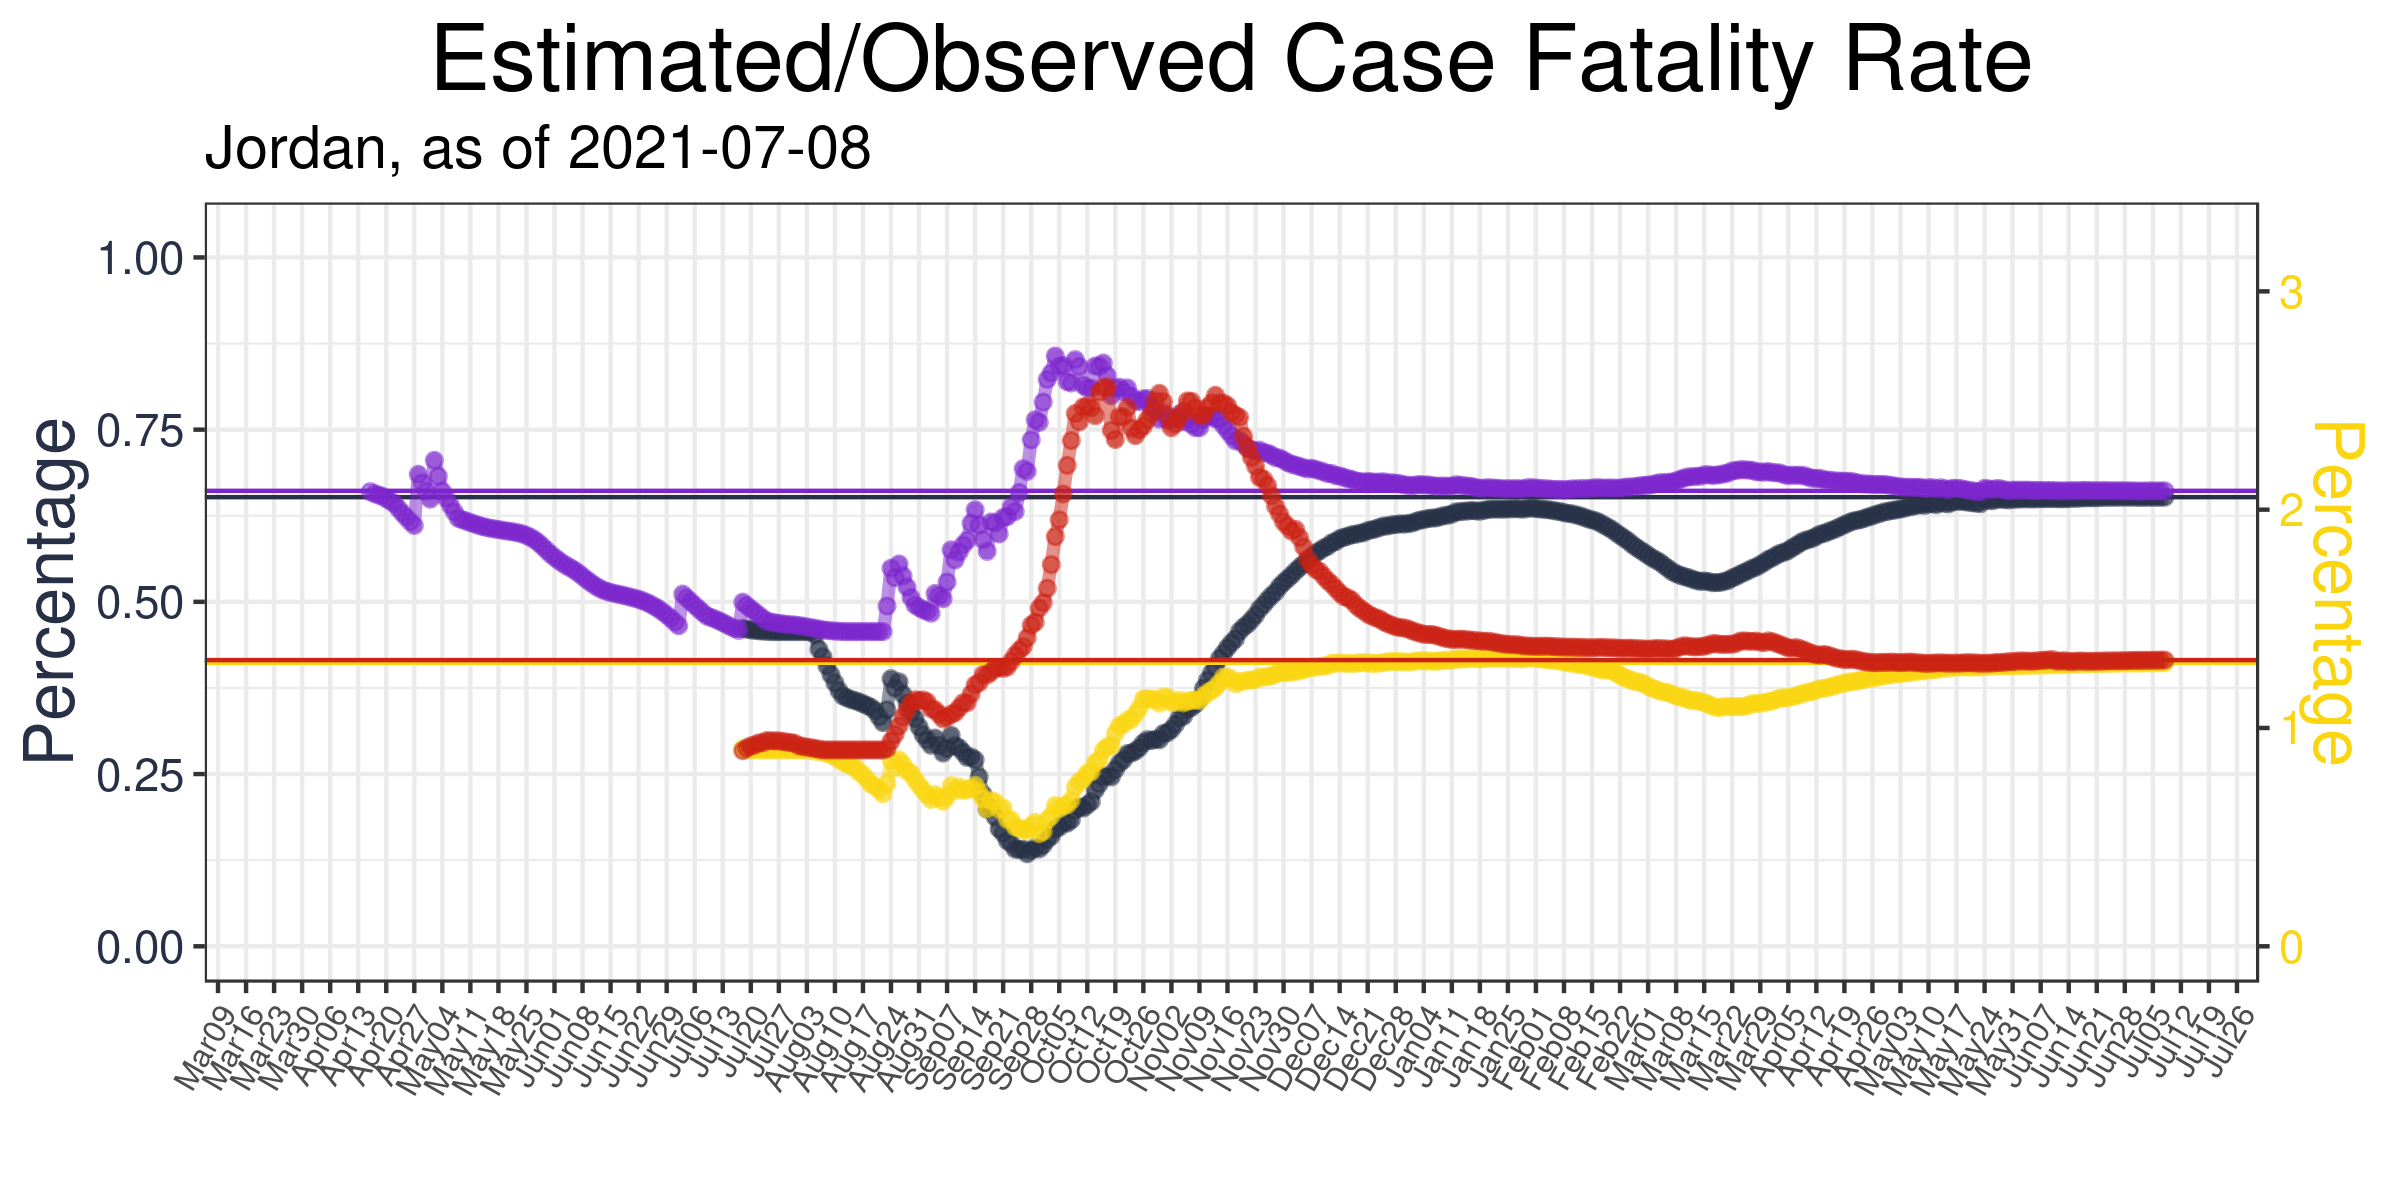 Estimated/Observed Case Fatality Rate
Jordan, as of 2021-07-08
Percentage
1.00
0.75
0.50
0.25
0.00
3
2
1
0
Percentage
Mar09
Mar16
Mar23
Mar30
Apr06
Apr13
Apr20
Apr27
May04
May11
May18
May25
Jun01
Jun08
Jun15
Jun22
Jun29
Jul06
Jul13
Jul20
Jul27
Aug03
Aug10
Aug17
Aug24
Aug31
Sep07
Sep14
Sep21
Sep28
Oct05
Oct12
Oct19
Oct26
Nov02
Nov09
Nov16
Nov23
Nov30
Dec07
Dec14
Dec21
Dec28
Jan04
Jan11
Jan18
Jan25
Feb01
Feb08
Feb15
Feb22
Mar01
Mar08
Mar15
Mar22
Mar29
Apr05
Apr12
Apr19
Apr26
May03
May10
May17
May24
May31
Jun07
Jun14
Jun21
Jun28
Jul05
Jul12
Jul19
Jul26